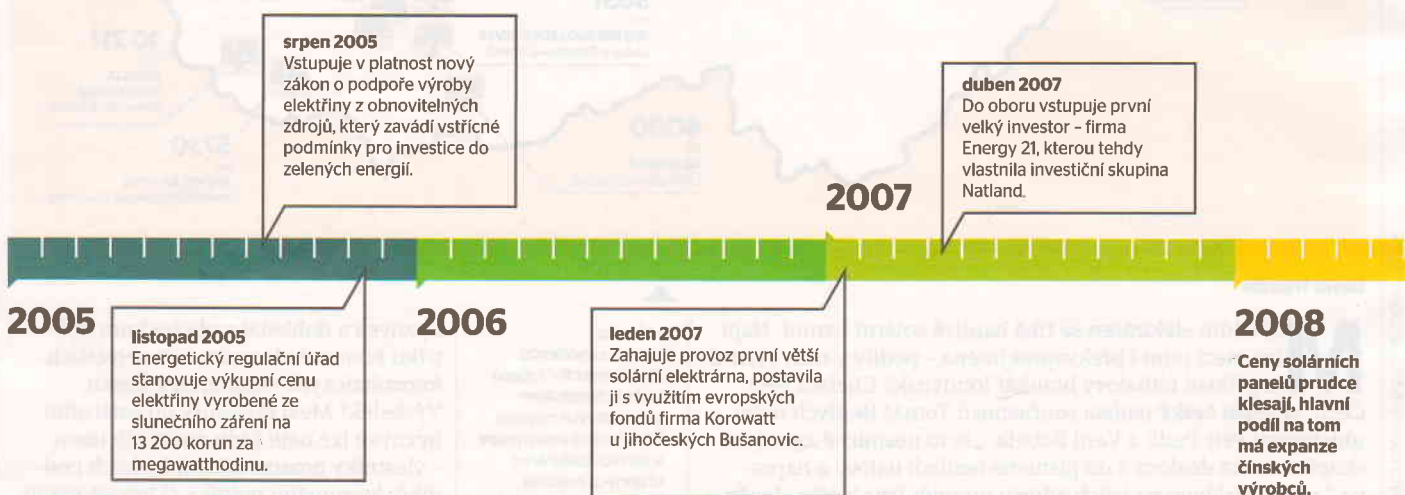 srpen 2005
Vstupuje v platnost nový
zákon o podpoře výroby
elektřiny z obnovitelných
zdrojů, který zavádí vstřícné
podmínky pro investice do
zelených energií.
duben 2007
Do oboru vstupuje první
velký investor – firma
Energy 21, kterou tehdy
vlastnila investiční skupina
Natland.
2007
2005
listopad 2005
Energetický regulační úřad
stanovuje výkupní cenu
elektřiny vyrobené ze
slunečního záření na
13 200 korun za
megawatthodinu.
2006
leden 2007
Zahajuje provoz první větší
solární elektrárna, postavila
ji s využitím evropských
fondů firma Korowatt
u jihočeských Bušanovic.
2008
Ceny solárních
panelů prudce
klesají, hlavní
podíl na tom
má expanze
čínských
výrobců.